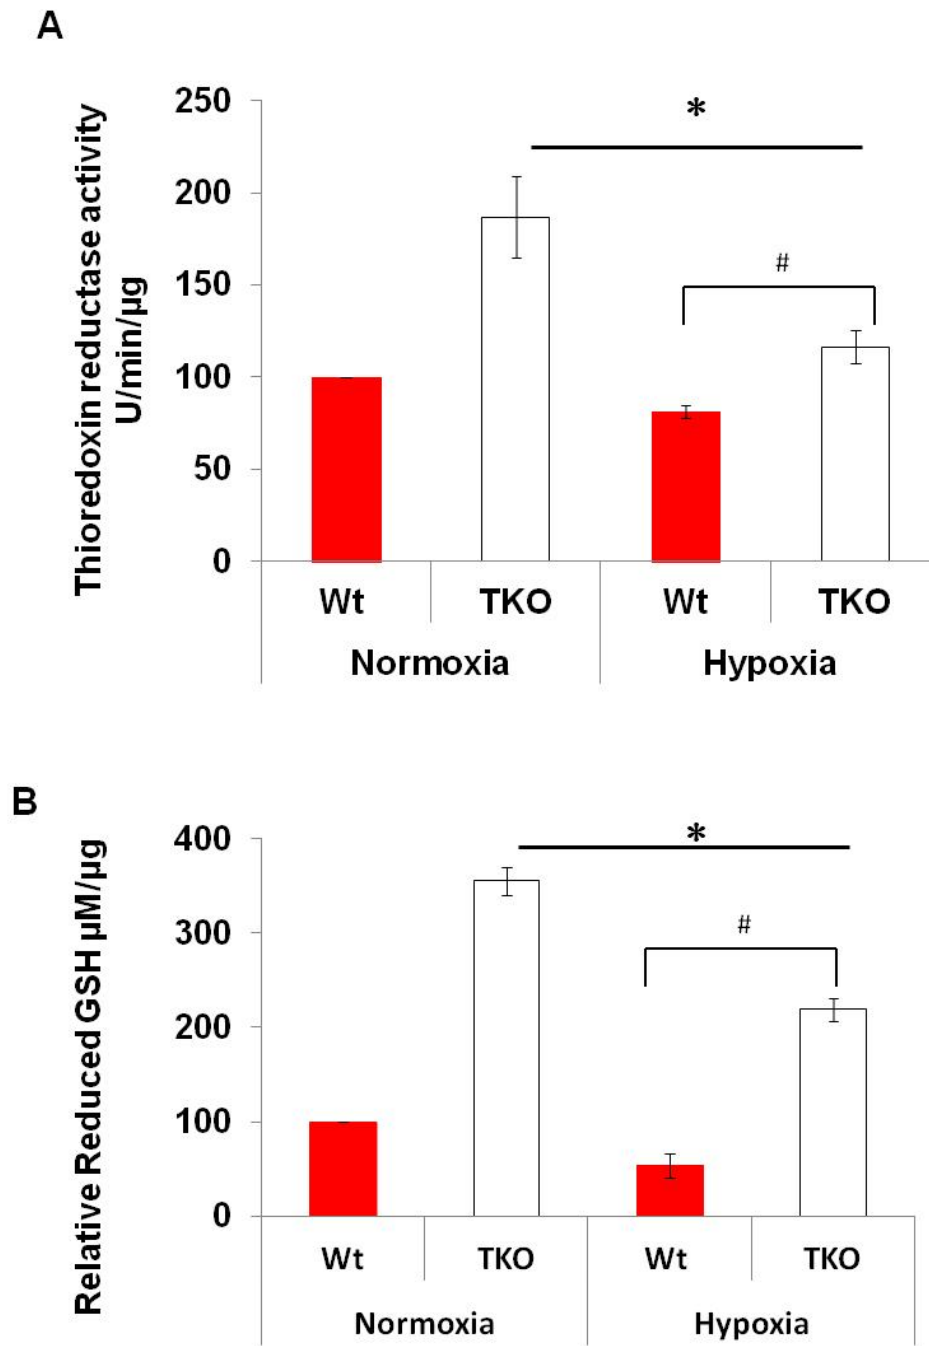 A
Thioredoxin reductase activity
U/min/µg
250
200
150
100
50
0
*
#
Wt
TKO
Wt
TKO
Normoxia
Hypoxia
B
Relative Reduced GSH µM/µg
400
300
200
100
0
*
#
Wt
TKO
Wt
TKO
Normoxia
Hypoxia